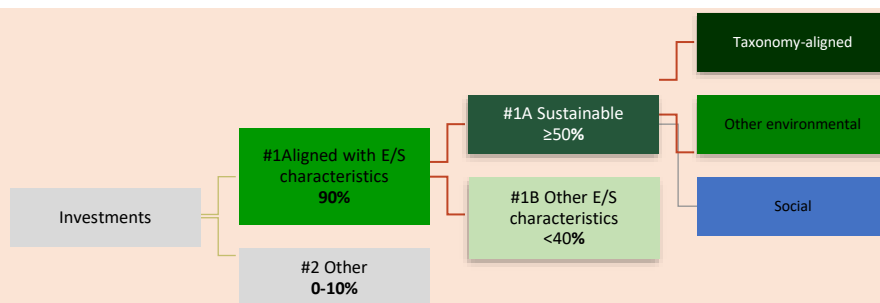 Taxonomy-aligned
#1A Sustainable
≥50%
Other environmental
#1Aligned with E/S
characteristics
90%
#1B Other E/S
characteristics
<40%
Investments
Social
#2 Other
0-10%